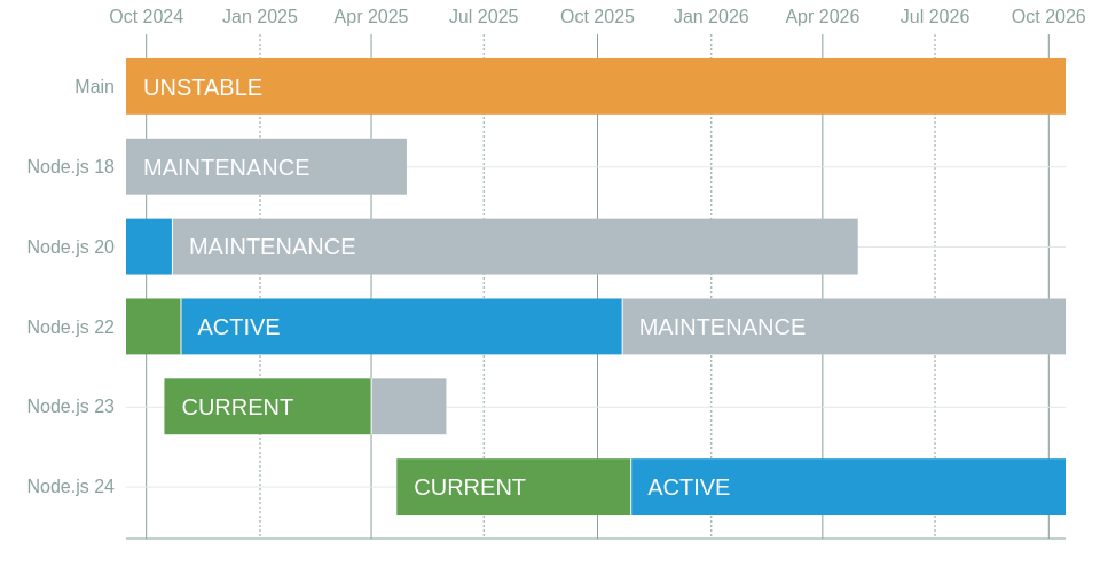 Oct 2024 Jan 2025 Apr 2025 Jul 2025 Oct 2025 Jan 2026 Apr 2026 Jul 2026 Oct 2026
Main UNSTABLE
Node.js 18 MAINTENANCE
Node.js 20 MAINTENANCE
Node.js 22 ACTIVE MAINTENANCE
Node.js 23 CURRENT
Node.js 24 CURRENT ACTIVE